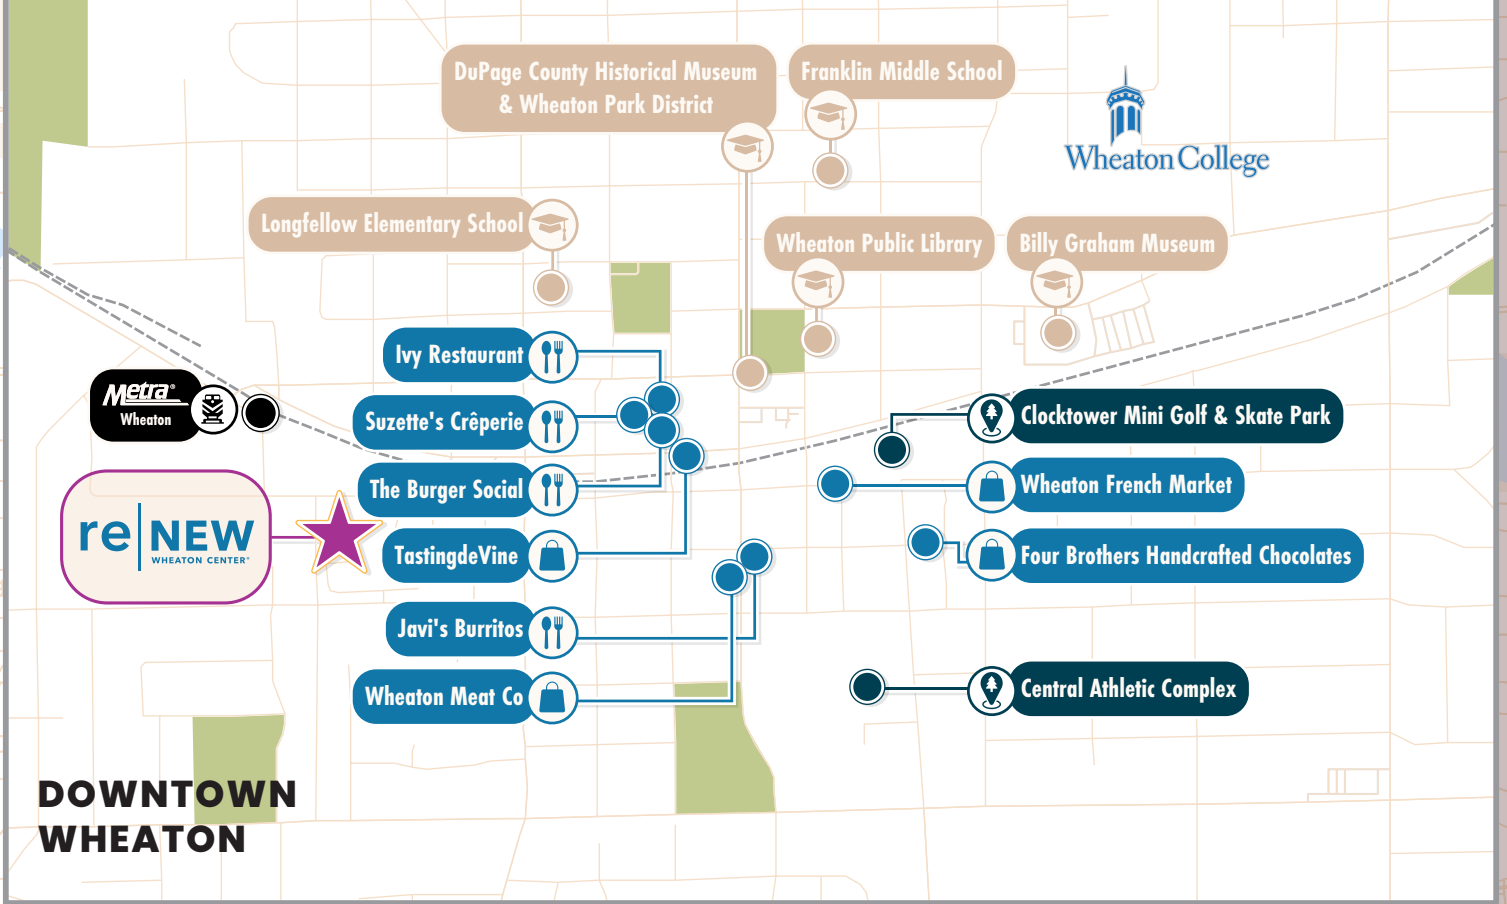 DuPage County Historical Museum
& Wheaton Park District
Franklin Middle School
Wheaton College
Longfellow Elementary School
Wheaton Public Library
Billy Graham Museum
Ivy Restaurant
Metra®
Wheaton
Suzette's Crêperie
Clocktower Mini Golf & Skate Park
The Burger Social
Wheaton French Market
re|NEW
WHEATON CENTER®
TastingdeVine
Four Brothers Handcrafted Chocolates
Javi's Burritos
Wheaton Meat Co
Central Athletic Complex
DOWNTOWN
WHEATON